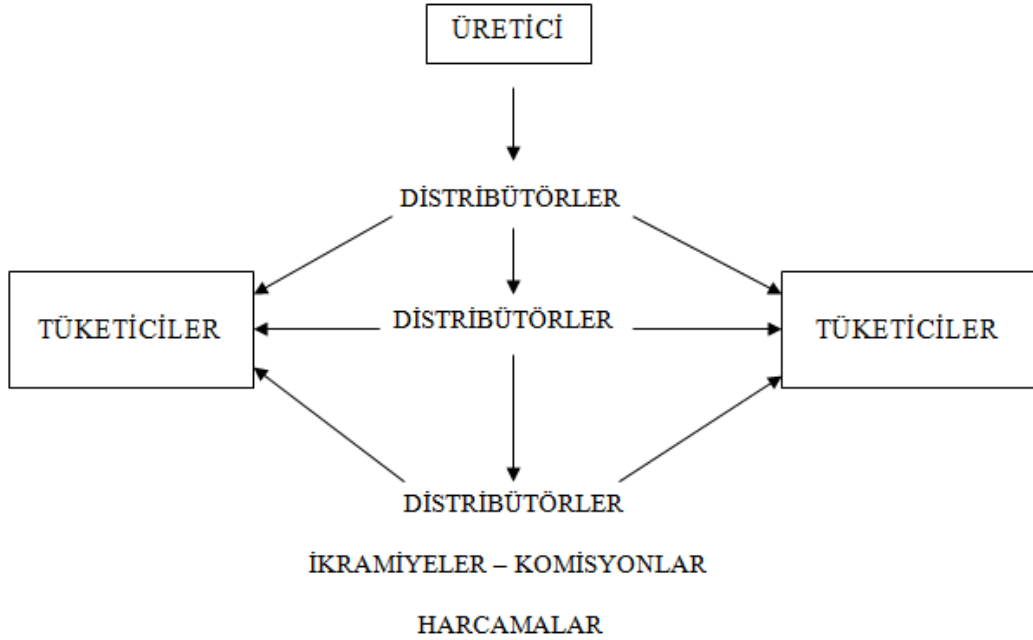 ÜRETİCİ
DİSTRİBÜTÖRLER
TÜKETİCİLER
DİSTRİBÜTÖRLER
TÜKETİCİLER
DİSTRİBÜTÖRLER
İKRAMİYELER – KOMİSYONLAR
HARCAMALAR